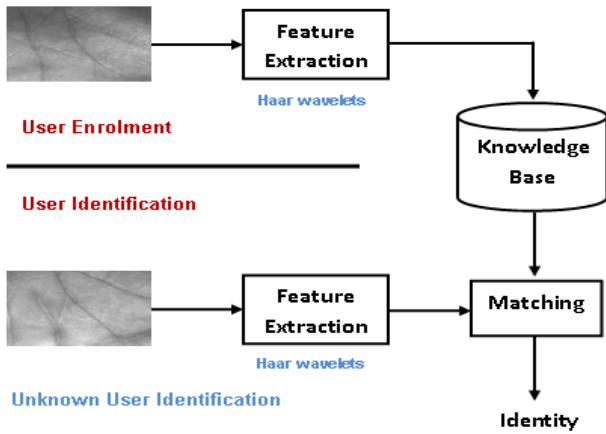 Feature
Extraction
Haar wavelets
User Enrolment
Knowledge
Base
User Identification
Feature
Extraction
Matching
Haar wavelets
Unknown User Identification
Identity